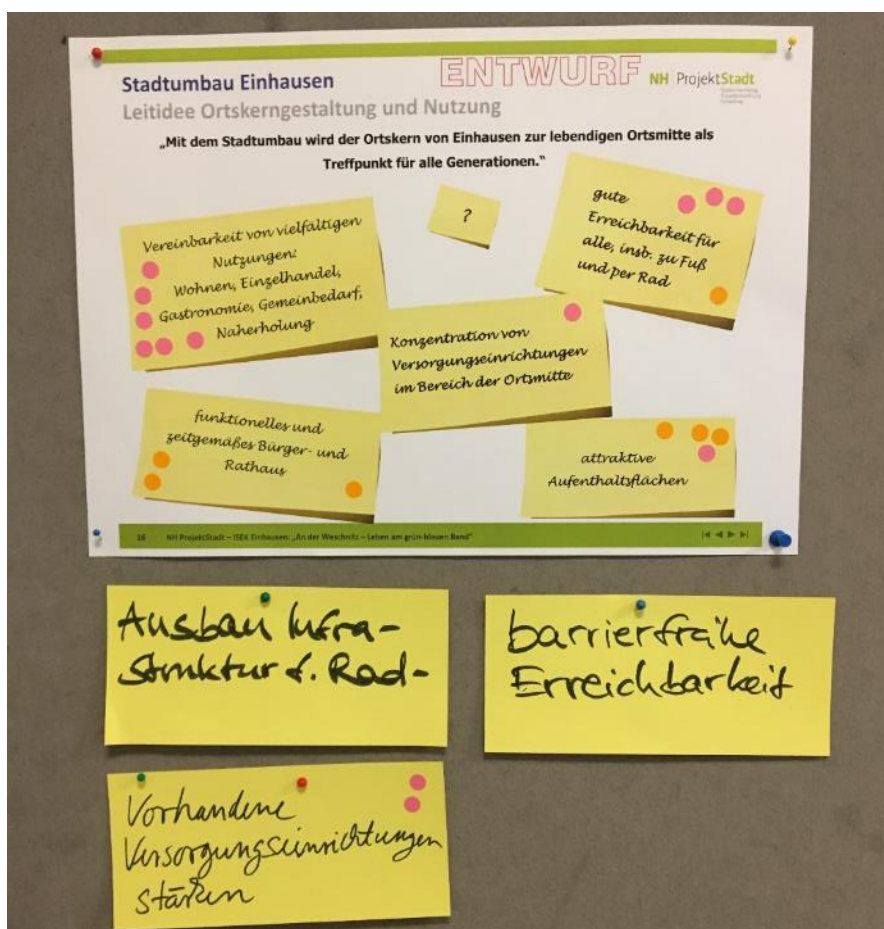 Stadtumbau Einhausen
ENTWURF
NH ProjektStadt
Leitidee Ortskerngestaltung und Nutzung
„Mit dem Stadtumbau wird der Ortskern von Einhausen zur lebendigen Ortsmitte als
Treffpunkt für alle Generationen.“
Vereinbarkeit von vielfältigen
Nutzungen:
Wohnen, Einzelhandel,
Gastronomie, Gemeinbedarf,
Naherholung
?
gute
Erreichbarkeit für
alle, insb. zu Fuß
und per Rad
Konzentration von
Versorgungseinrichtungen
im Bereich der Ortsmitte
funktionelles und
zeitgemäßes Bürger- und
Rathaus
attraktive
Aufenthaltsflächen
16 NH ProjektStadt – ISEK Einhausen: „An der Weschnitz – Leben am grün-blauen Band“
Ausbau Infra-
Struktur f. Rad-
barrierfreihe
Erreichbarkeit
Vorhandene
Versorgungseinrichtungen
stärken